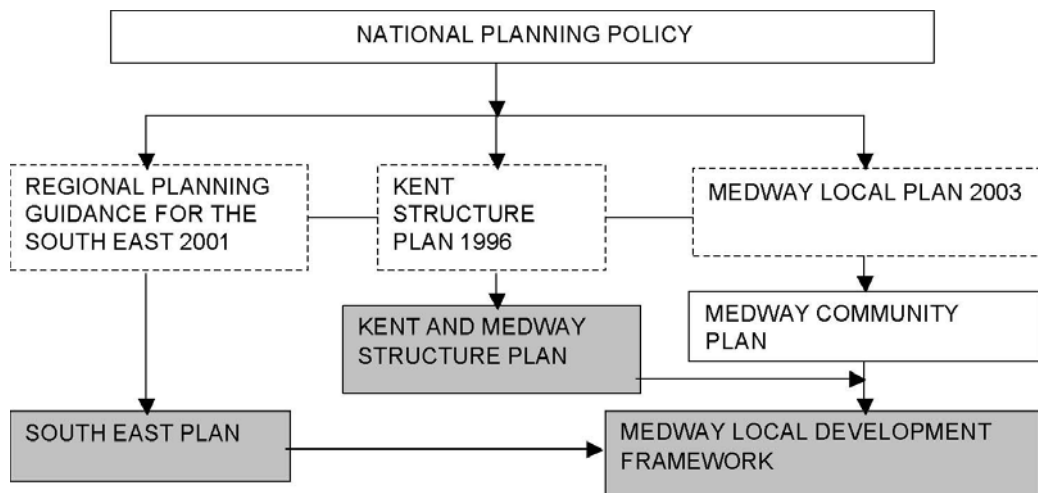 NATIONAL PLANNING POLICY
REGIONAL PLANNING
GUIDANCE FOR THE
SOUTH EAST 2001
KENT
STRUCTURE
PLAN 1996
MEDWAY LOCAL PLAN 2003
KENT AND MEDWAY
STRUCTURE PLAN
MEDWAY COMMUNITY
PLAN
SOUTH EAST PLAN
MEDWAY LOCAL DEVELOPMENT
FRAMEWORK